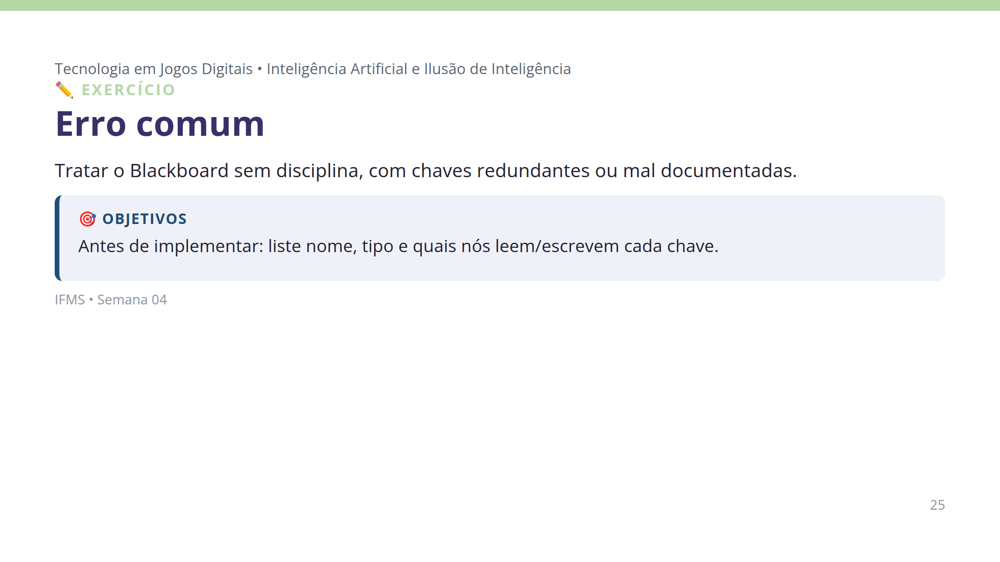 Tecnologia em Jogos Digitais • Inteligência Artificial e Ilusão de Inteligência
✏️ EXERCÍCIO
Erro comum
Tratar o Blackboard sem disciplina, com chaves redundantes ou mal documentadas.
🎯 OBJETIVOS
Antes de implementar: liste nome, tipo e quais nós leem/escrevem cada chave.
IFMS • Semana 04
25